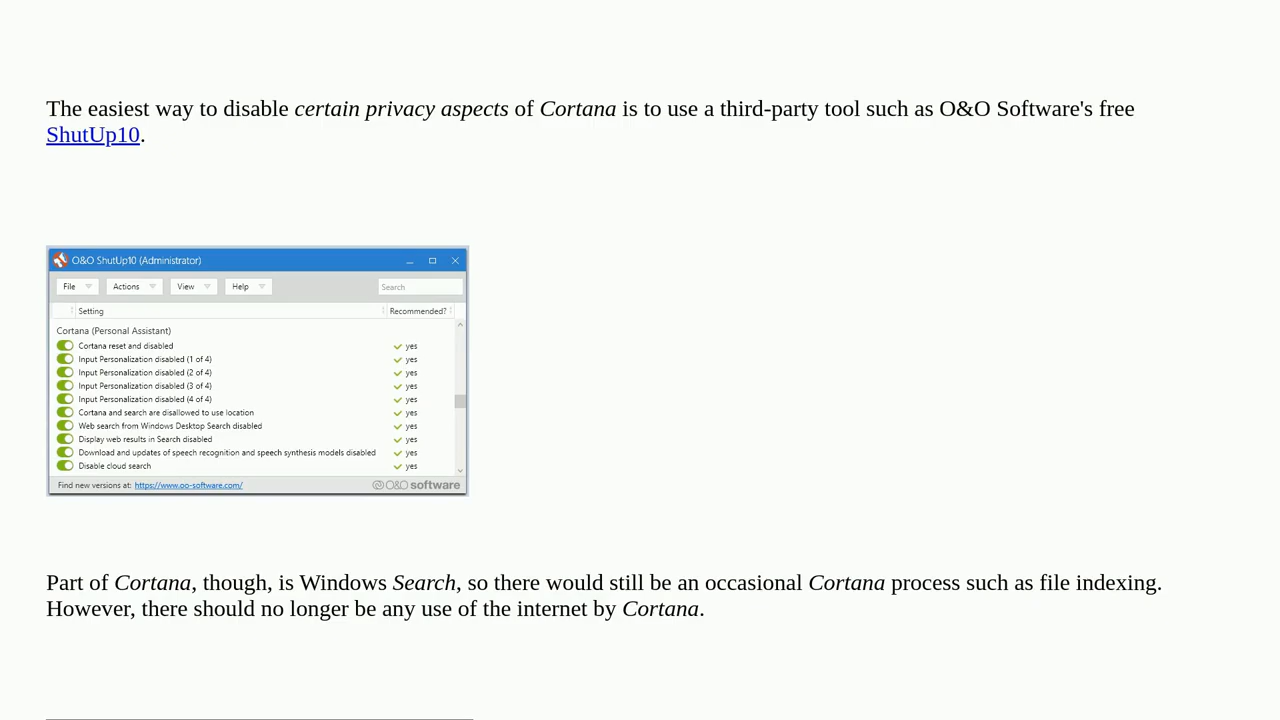 The easiest way to disable certain privacy aspects of Cortana is to use a third-party tool such as O&O Software's free
ShutUp10.
O&O ShutUp10 (Administrator)
File Actions View Help Search
Setting Recommended?
Cortana (Personal Assistant)
Cortana reset and disabled yes
Input Personalization disabled (1 of 4) yes
Input Personalization disabled (2 of 4) yes
Input Personalization disabled (3 of 4) yes
Input Personalization disabled (4 of 4) yes
Cortana and search are disallowed to use location yes
Web search from Windows Desktop Search disabled yes
Display web results in Search disabled yes
Download and updates of speech recognition and speech synthesis models disabled yes
Disable cloud search yes
Find new versions at: https://www.oo-software.com/ O&O software
Part of Cortana, though, is Windows Search, so there would still be an occasional Cortana process such as file indexing.
However, there should no longer be any use of the internet by Cortana.